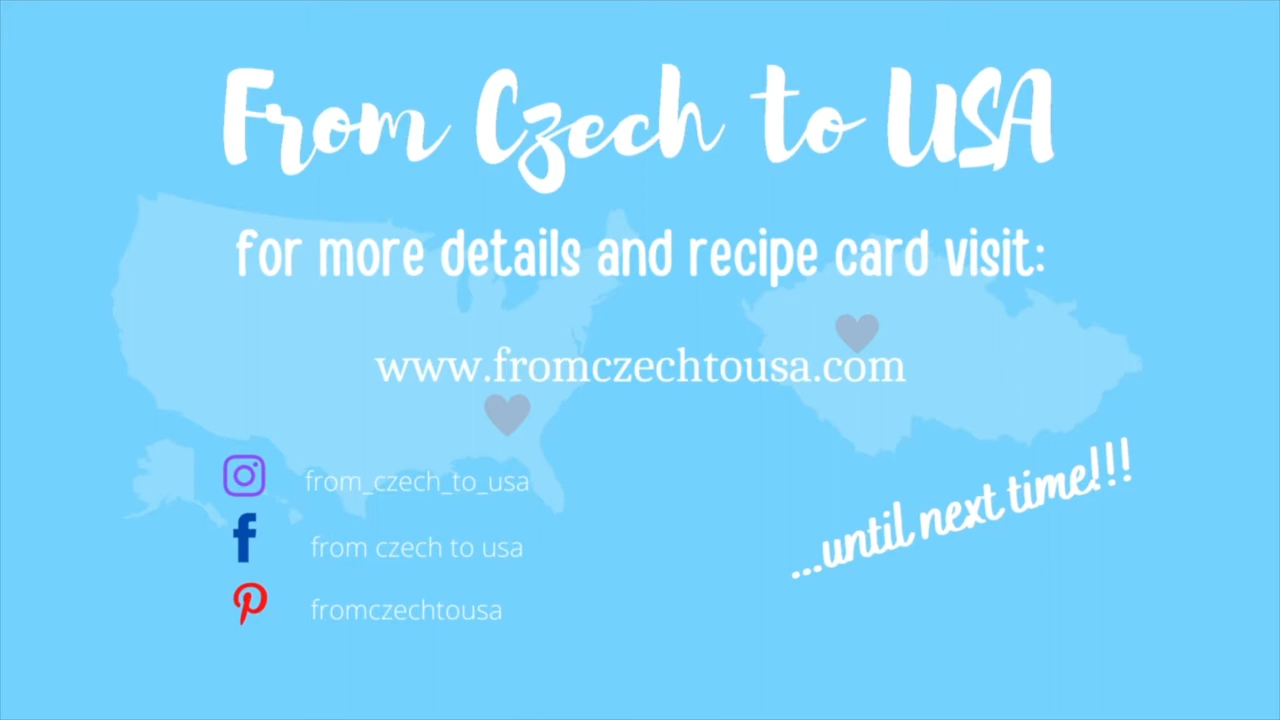 From Czech to USA
for more details and recipe card visit:
www.fromczechtousa.com
from_czech_to_usa
from czech to usa
fromczechtousa
...until next time!!!